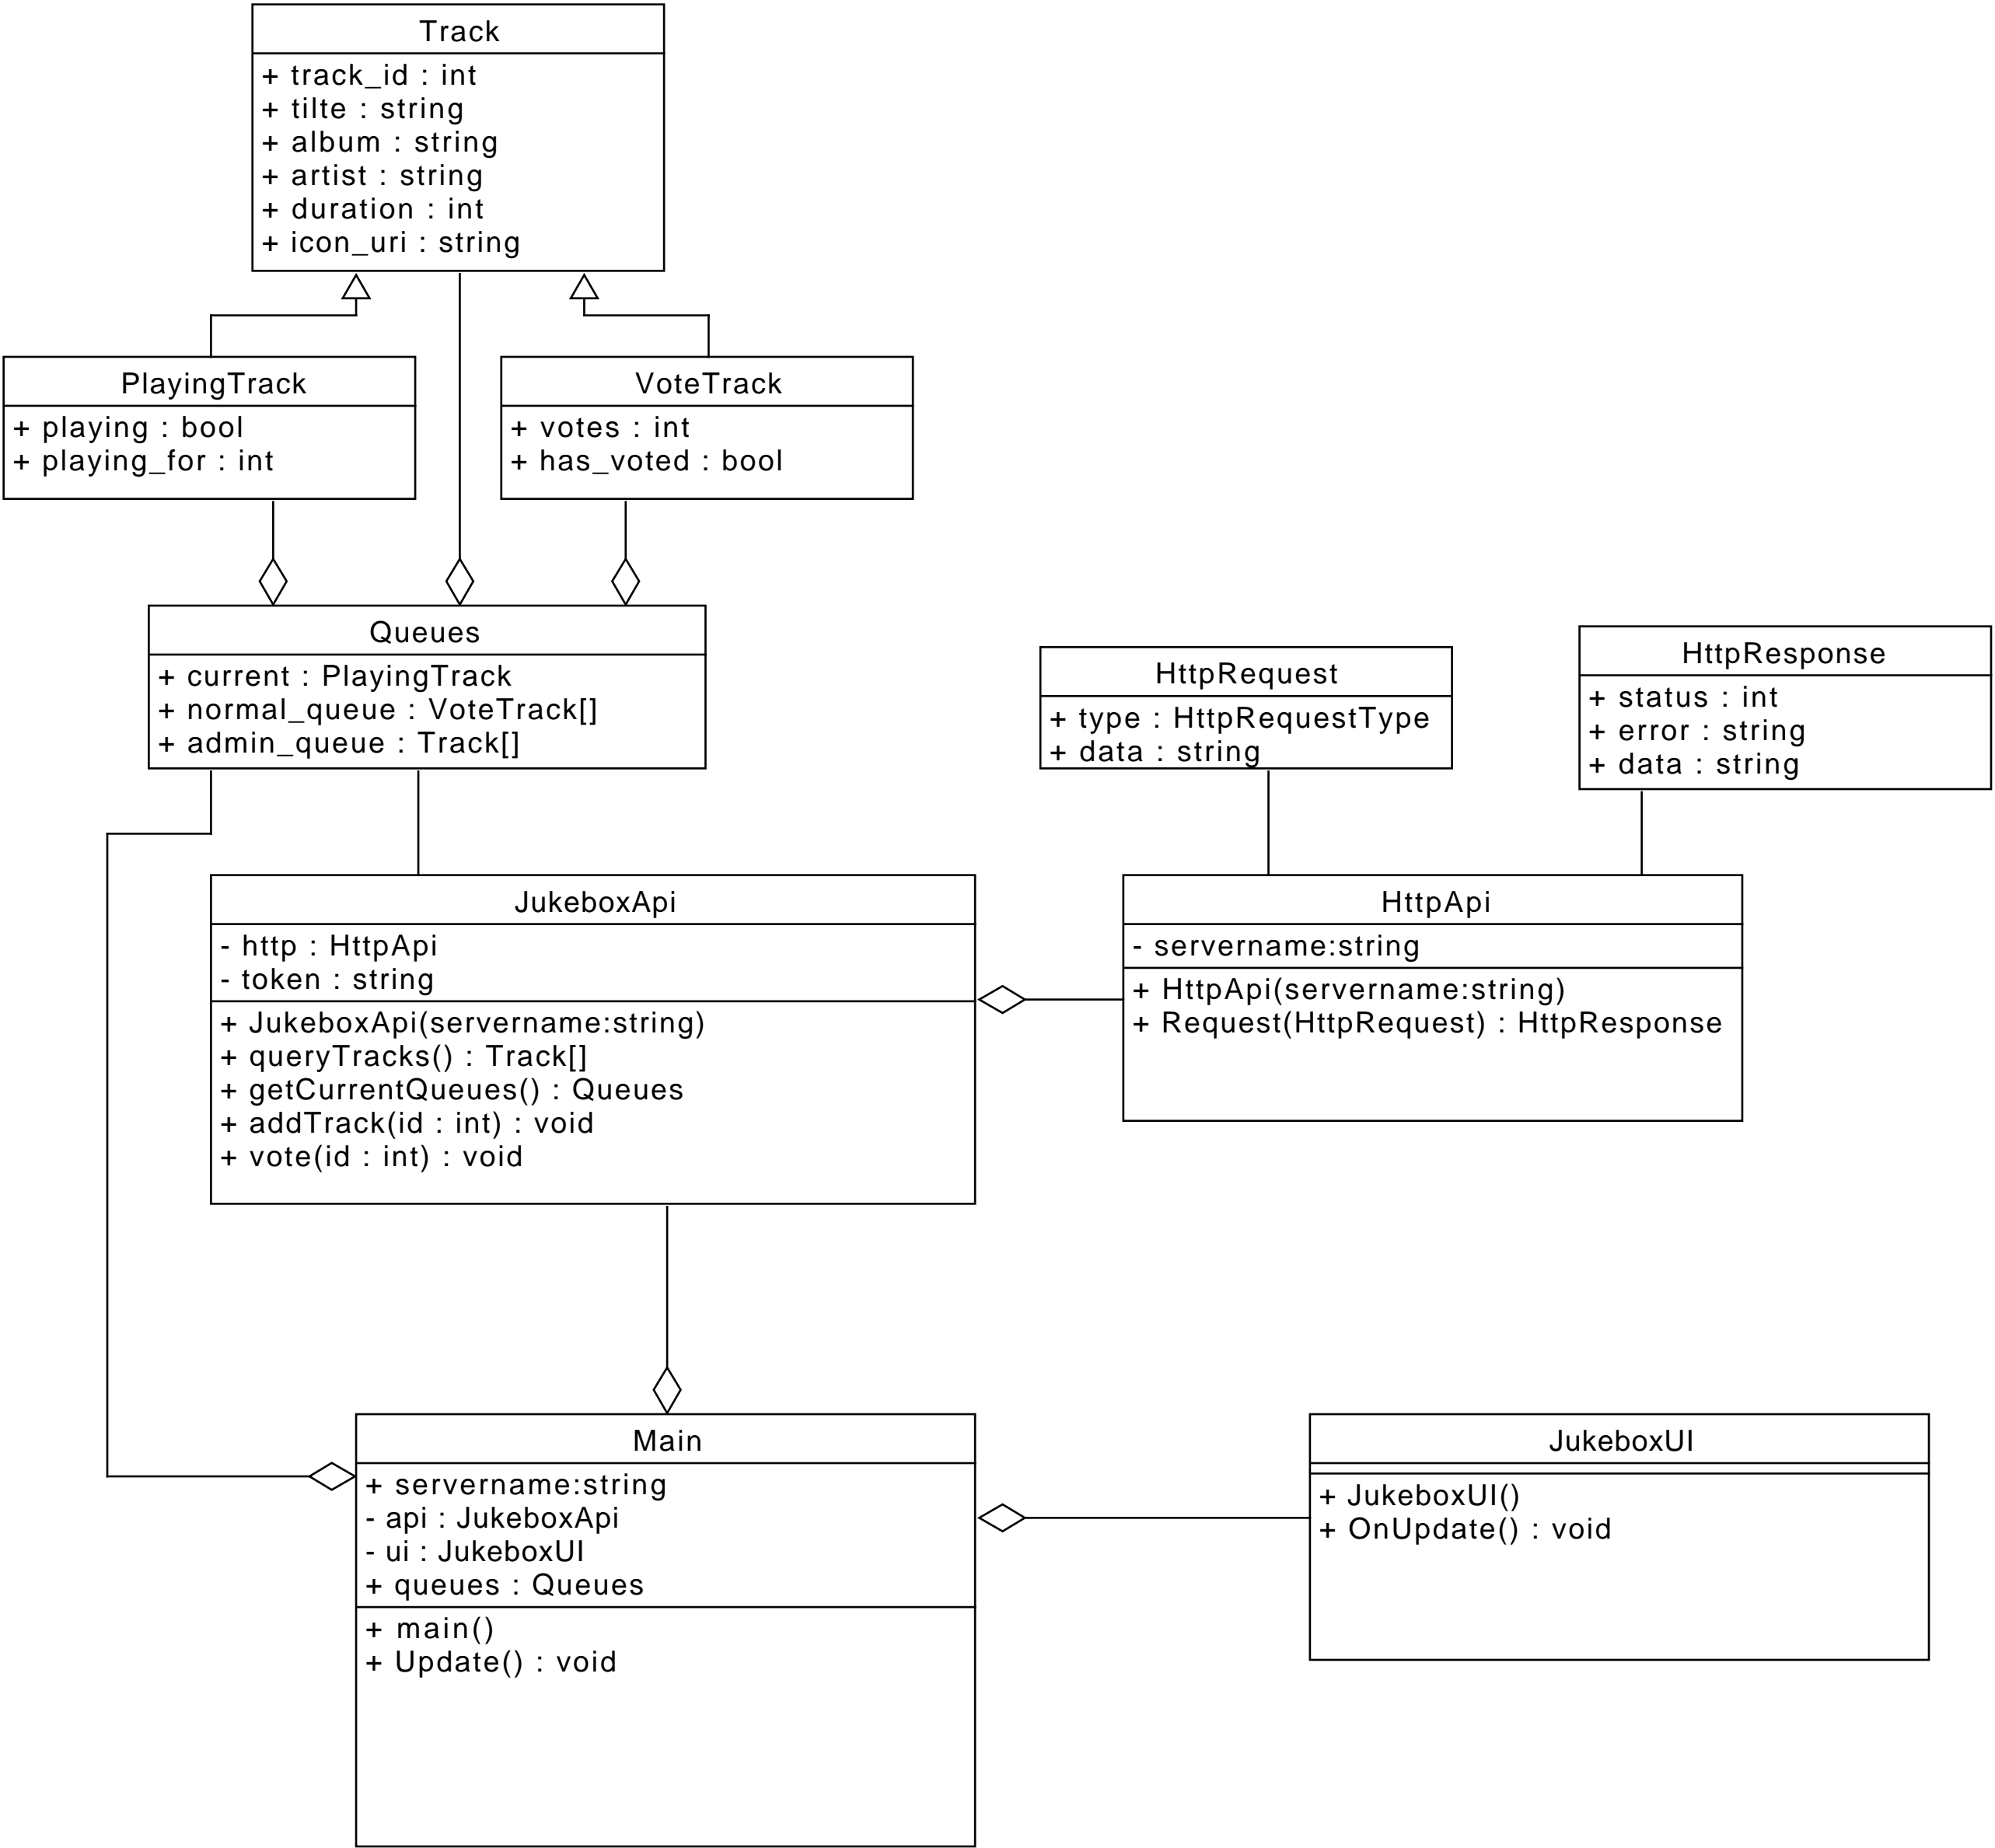 Track
+ track_id : int
+ tilte : string
+ album : string
+ artist : string
+ duration : int
+ icon_uri : string
PlayingTrack
+ playing : bool
+ playing_for : int
VoteTrack
+ votes : int
+ has_voted : bool
Queues
+ current : PlayingTrack
+ normal_queue : VoteTrack[]
+ admin_queue : Track[]
HttpRequest
+ type : HttpRequestType
+ data : string
HttpResponse
+ status : int
+ error : string
+ data : string
JukeboxApi
- http : HttpApi
- token : string
+ JukeboxApi(servername:string)
+ queryTracks() : Track[]
+ getCurrentQueues() : Queues
+ addTrack(id : int) : void
+ vote(id : int) : void
HttpApi
- servername:string
+ HttpApi(servername:string)
+ Request(HttpRequest) : HttpResponse
Main
+ servername:string
- api : JukeboxApi
- ui : JukeboxUI
+ queues : Queues
+ main()
+ Update() : void
JukeboxUI
+ JukeboxUI()
+ OnUpdate() : void